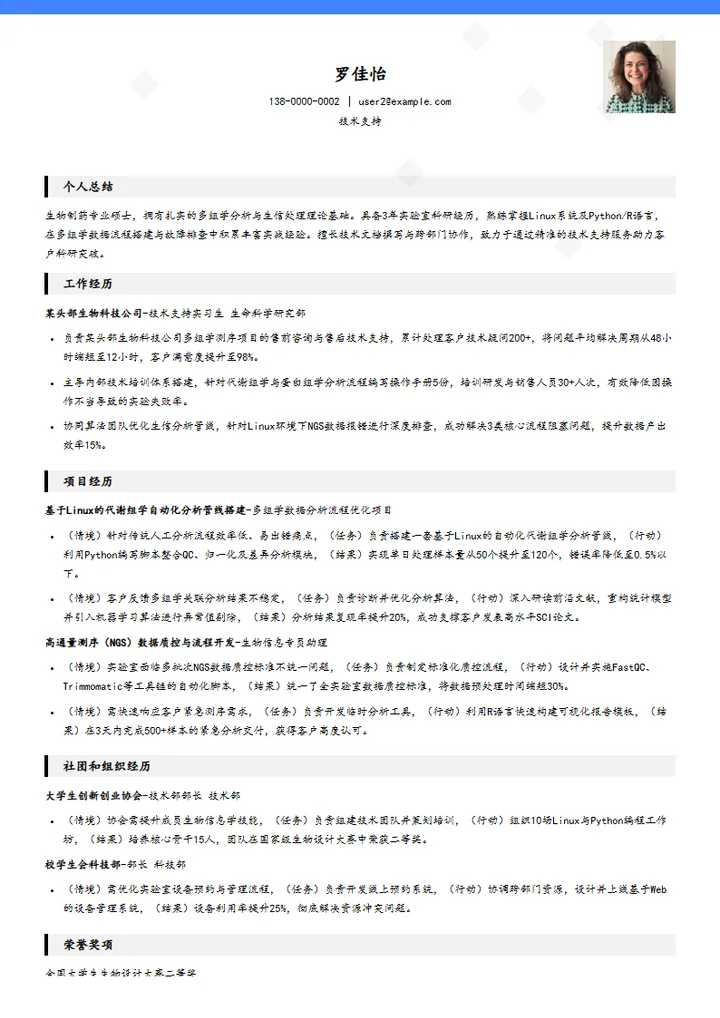 罗佳怡
138-0000-0002 | user2@example.com
技术支持
个人总结
生物制药专业硕士，拥有扎实的多组学分析与生信处理理论基础。具备3年实验室科研经历，熟练掌握Linux系统及Python/R语言，
在多组学数据流程搭建与故障排查中积累丰富实战经验。擅长技术文档撰写与跨部门协作，致力于通过精准的技术支持服务助力客
户科研突破。
工作经历
某头部生物科技公司-技术支持实习生 生命科学研究部
• 负责某头部生物科技公司多组学测序项目的售前咨询与售后技术支持，累计处理客户技术疑问200+，将问题平均解决周期从48小
时缩短至12小时，客户满意度提升至98%。
• 主导内部技术培训体系搭建，针对代谢组学与蛋白组学分析流程编写操作手册5份，培训研发与销售人员30+人次，有效降低因操
作不当导致的实验失败率。
• 协同算法团队优化生信分析管线，针对Linux环境下NGS数据报错进行深度排查，成功解决3类核心流程阻塞问题，提升数据产出
效率15%。
项目经历
基于Linux的代谢组学自动化分析管线搭建-多组学数据分析流程优化项目
• （情境）针对传统人工分析流程效率低、易出错痛点，（任务）负责搭建一套基于Linux的自动化代谢组学分析管线，（行动）
利用Python编写脚本整合QC、归一化及差异分析模块，（结果）实现单日处理样本量从50个提升至120个，错误率降低至0.5%以
下。
• （情境）客户反馈多组学关联分析结果不稳定，（任务）负责诊断并优化分析算法，（行动）深入研读前沿文献，重构统计模型
并引入机器学习算法进行异常值剔除，（结果）分析结果复现率提升20%，成功支撑客户发表高水平SCI论文。
高通量测序（NGS）数据质控与流程开发-生物信息专员助理
• （情境）实验室面临多批次NGS数据质控标准不统一问题，（任务）负责制定标准化质控流程，（行动）设计并实施FastQC、
Trimmomatic等工具链的自动化脚本，（结果）统一了全实验室数据质控标准，将数据预处理时间缩短30%。
• （情境）需快速响应客户紧急测序需求，（任务）负责开发临时分析工具，（行动）利用R语言快速构建可视化报告模板，（结
果）在3天内完成500+样本的紧急分析交付，获得客户高度认可。
社团和组织经历
大学生创新创业协会-技术部部长 技术部
• （情境）协会需提升成员生物信息学技能，（任务）负责组建技术团队并策划培训，（行动）组织10场Linux与Python编程工作
坊，（结果）培养核心骨干15人，团队在国家级生物设计大赛中荣获二等奖。
校学生会科技部-部长 科技部
• （情境）需优化实验室设备预约与管理流程，（任务）负责开发线上预约系统，（行动）协调跨部门资源，设计并上线基于Web
的设备管理系统，（结果）设备利用率提升25%，彻底解决资源冲突问题。
荣誉奖项
全国大学生生物设计大赛二等奖